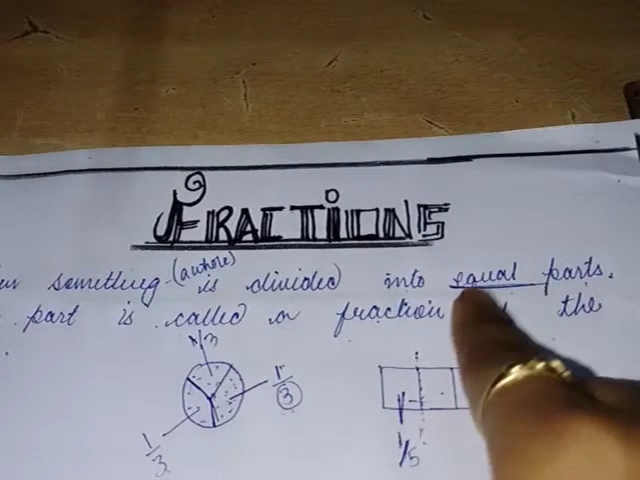 FRACTIONS
something (a whole) is divided into equal parts.
part is called a fraction the
1/3
1/3
1/3
1/5